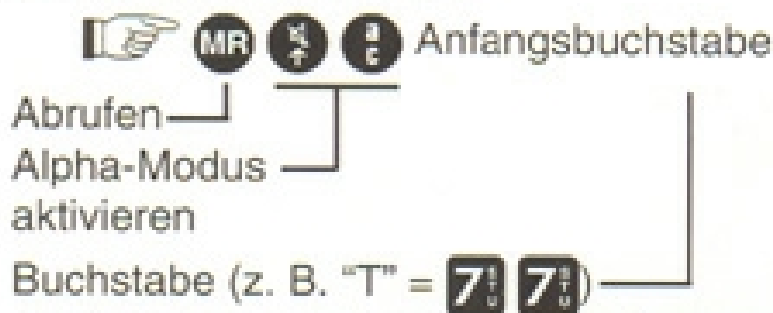 MR Anfangsbuchstabe
Abrufen
Alpha-Modus
aktivieren
Buchstabe (z. B. "T" = 7 7)